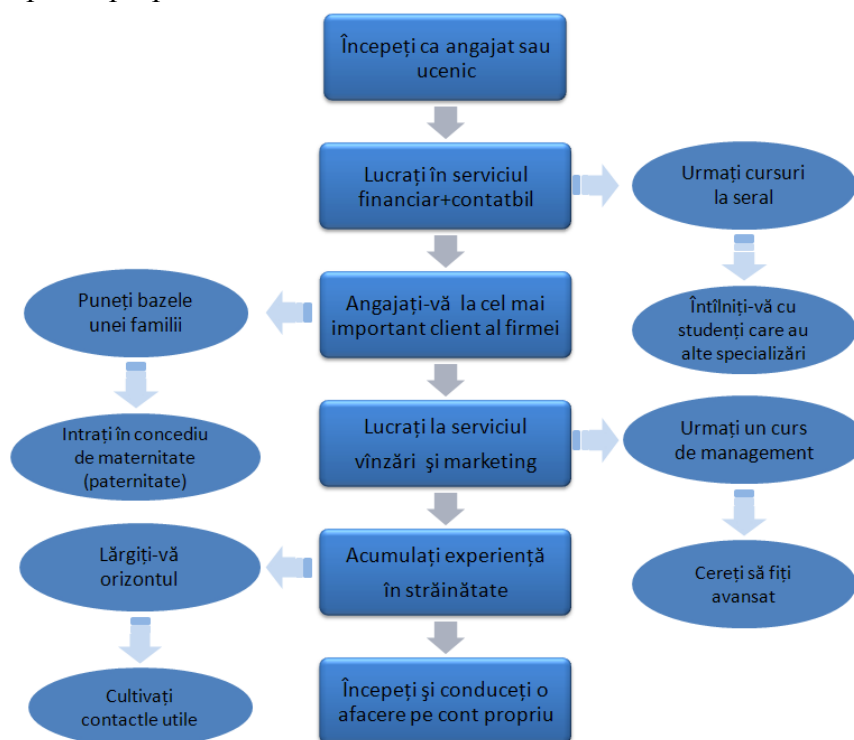 Începeți ca angajat sau
ucenic
Lucrați în serviciul
financiar+contatbil
Urmați cursuri
la seral
Puneți bazele
unei familii
Angajați-vă la cel mai
important client al firmei
Întîlniți-vă cu
studenți care au
alte specializări
Intrați în concediu
de maternitate
(paternitate)
Lucrați la serviciul
vînzări și marketing
Urmați un curs
de management
Lărgiți-vă
orizontul
Acumulați experiență
în străinătate
Cereți să fiți
avansat
Cultivați
contactle utile
Începeți și conduceți o
afacere pe cont propriu